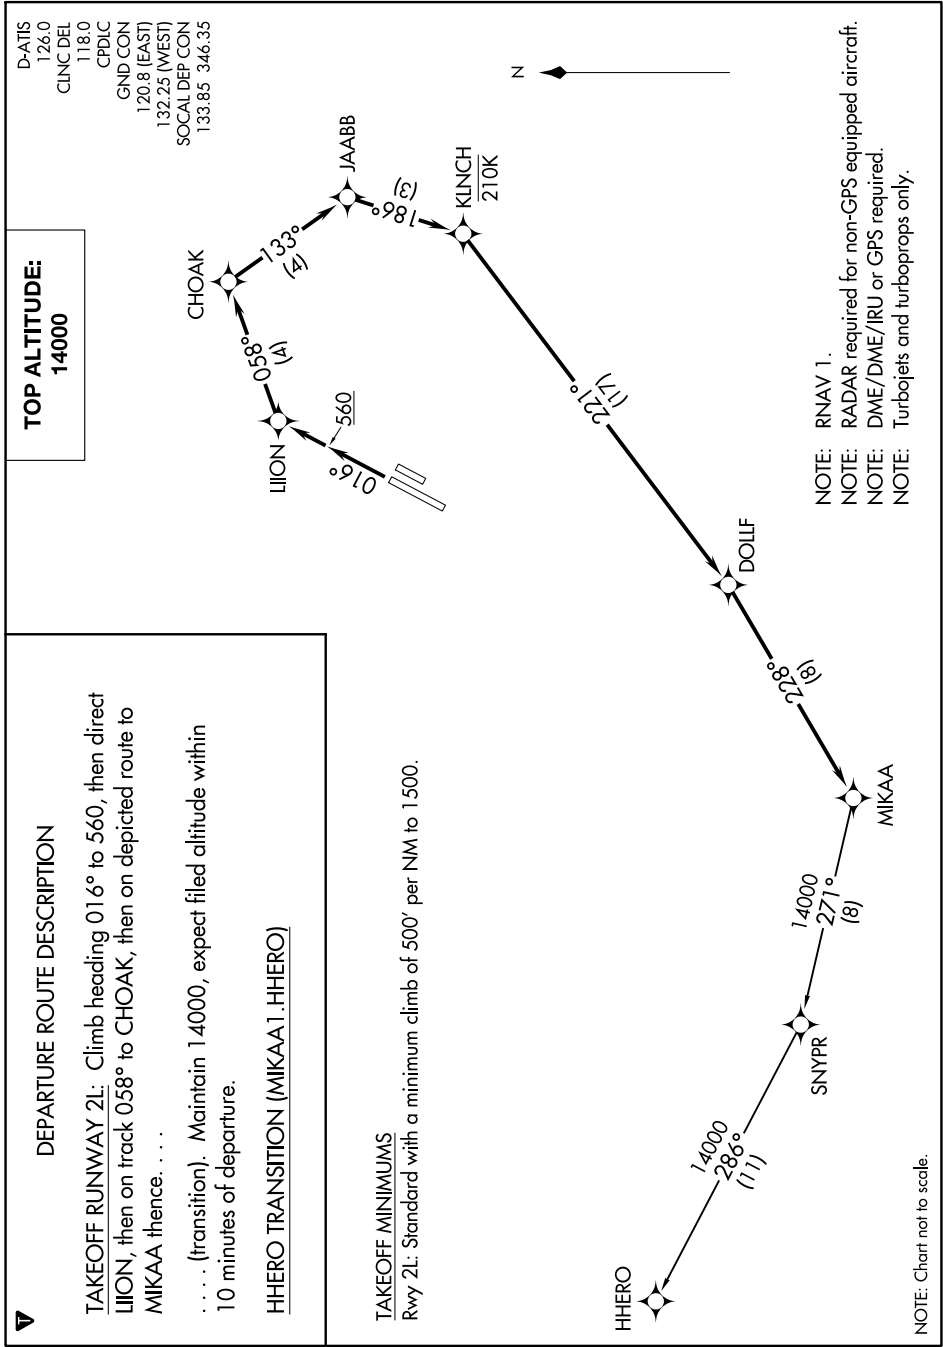 DEPARTURE ROUTE DESCRIPTION
TAKEOFF RUNWAY 2L: Climb heading 016° to 560, then direct
LIION, then on track 058° to CHOAK, then on depicted route to
MIKAA thence. . . .
. . . . (transition). Maintain 14000, expect filed altitude within
10 minutes of departure.
HHERO TRANSITION (MIKAA1.HHERO)
TAKEOFF MINIMUMS
Rwy 2L: Standard with a minimum climb of 500' per NM to 1500.
TOP ALTITUDE:
14000
D-ATIS
126.0
CLNC DEL
118.0
CPDLC
GND CON
120.8 (EAST)
132.25 (WEST)
SOCAL DEP CON
133.85 346.35
CHOAK
058°
(4)
133°
(4)
JAABB
LIION
016°
560
186°
(3)
KLNCH
210K
N
221°
(17)
DOLLF
228°
(8)
MIKAA
14000
271°
(8)
SNYPR
14000
286°
(11)
HHERO
NOTE: RNAV 1.
NOTE: RADAR required for non-GPS equipped aircraft.
NOTE: DME/DME/IRU or GPS required.
NOTE: Turbojets and turboprops only.
NOTE: Chart not to scale.
T